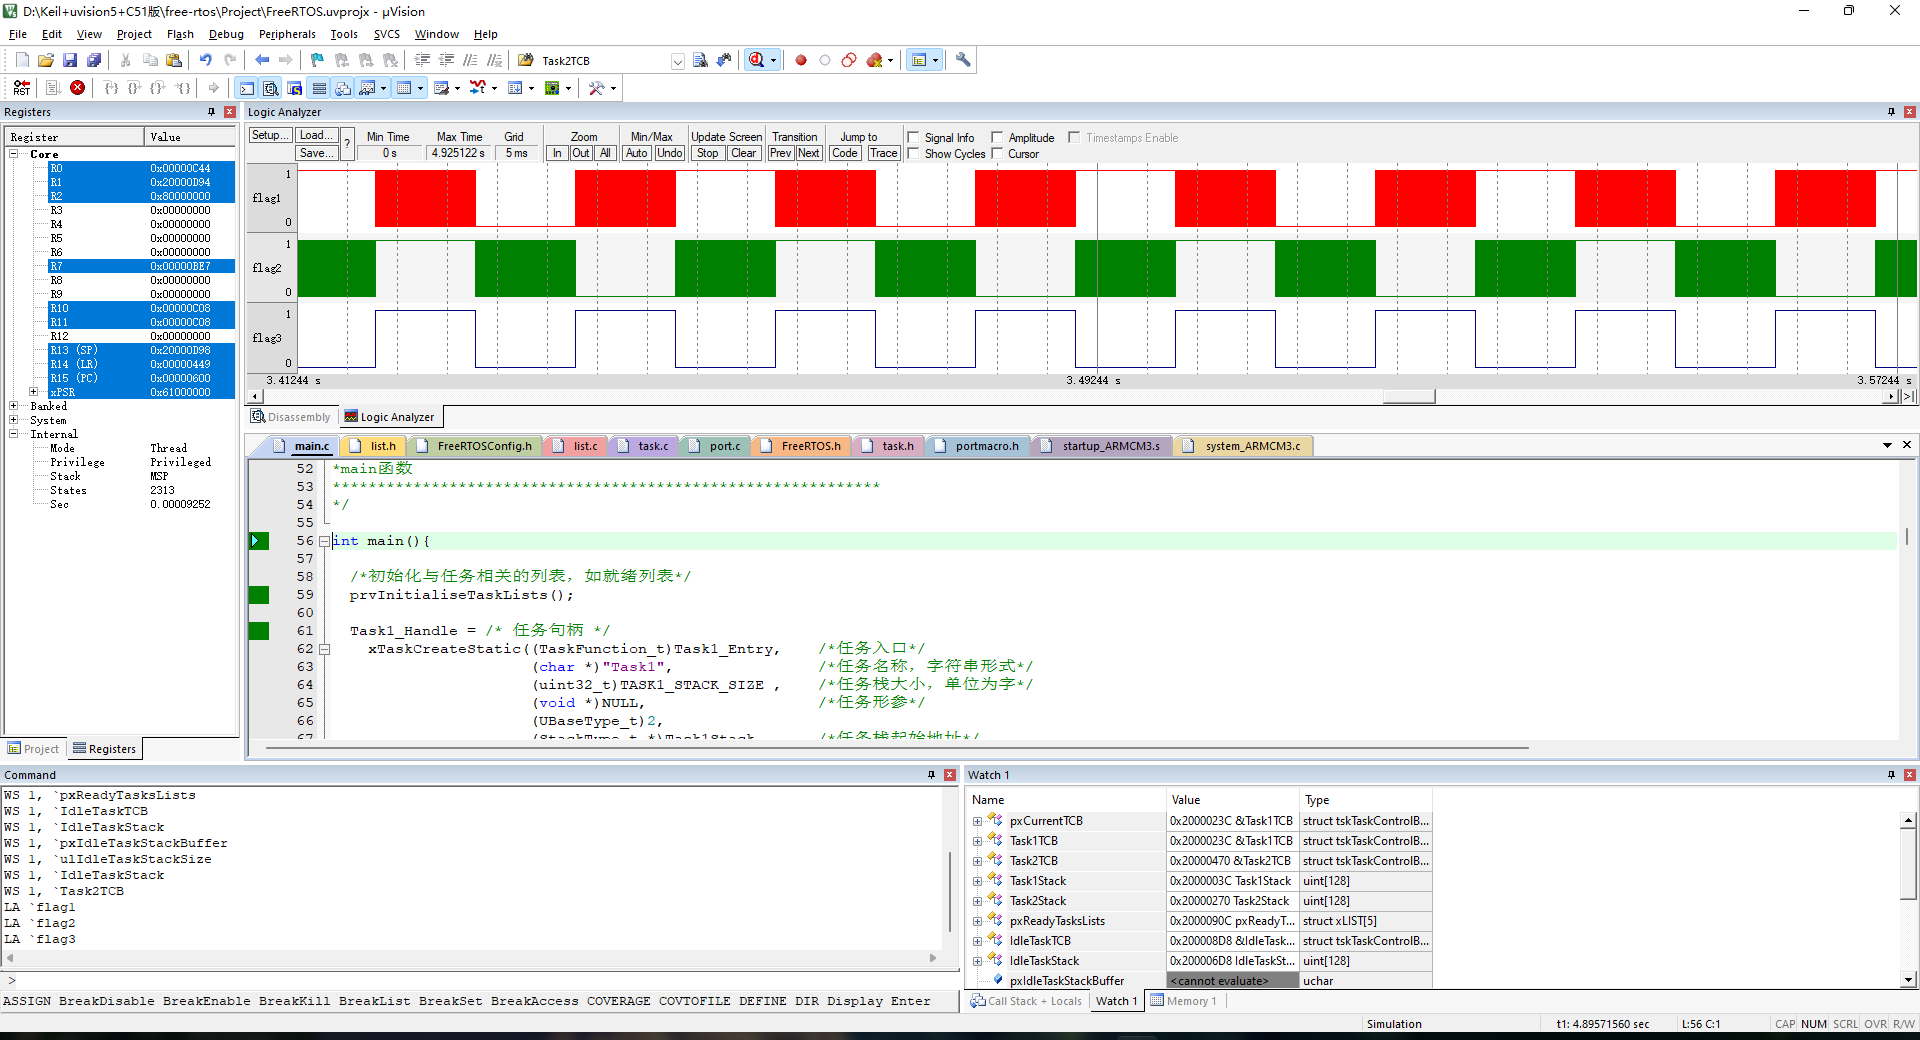 D:\Keil+uvision5+C51版\free-rtos\Project\FreeRTOS.uvprojx - µVision
File Edit View Project Flash Debug Peripherals Tools SVCS Window Help
Task2TCB
RST
Registers
Register Value
Core
R0 0x00000C44
R1 0x20000D94
R2 0x80000000
R3 0x00000000
R4 0x00000000
R5 0x00000000
R6 0x00000000
R7 0x00000BE7
R8 0x00000000
R9 0x00000000
R10 0x00000C08
R11 0x00000C08
R12 0x00000000
R13 (SP) 0x20000D98
R14 (LR) 0x00000449
R15 (PC) 0x00000600
xPSR 0x61000000
Banked
System
Internal
Mode Thread
Privilege Privileged
Stack MSP
States 2313
Sec 0.00009252
Project Registers
Logic Analyzer
Setup... Load... ? Min Time Max Time Grid Zoom Min/Max Update Screen Transition Jump to Signal Info Amplitude Timestamps Enable
Save... 0 s 4.925122 s 5 ms In Out All Auto Undo Stop Clear Prev Next Code Trace Show Cycles Cursor
1
flag1
0
1
flag2
0
1
flag3
0
3.41244 s 3.49244 s 3.57244 s
Disassembly Logic Analyzer
main.c list.h FreeRTOSConfig.h list.c task.c port.c FreeRTOS.h task.h portmacro.h startup_ARMCM3.s system_ARMCM3.c
52 *main函数
53 *************************************************************
54 */
55
56 int main(){
57
58 /*初始化与任务相关的列表，如就绪列表*/
59 prvInitialiseTaskLists();
60
61 Task1_Handle = /* 任务句柄 */
62 xTaskCreateStatic((TaskFunction_t)Task1_Entry, /*任务入口*/
63 (char *)"Task1", /*任务名称，字符串形式*/
64 (uint32_t)TASK1_STACK_SIZE , /*任务栈大小，单位为字*/
65 (void *)NULL, /*任务形参*/
66 (UBaseType_t)2,
67 (StackType_t *)Task1Stack, /*任务栈起始地址*/
Command
WS 1, `pxReadyTasksLists
WS 1, `IdleTaskTCB
WS 1, `IdleTaskStack
WS 1, `pxIdleTaskStackBuffer
WS 1, `ulIdleTaskStackSize
WS 1, `IdleTaskStack
WS 1, `Task2TCB
LA `flag1
LA `flag2
LA `flag3
>
ASSIGN BreakDisable BreakEnable BreakKill BreakList BreakSet BreakAccess COVERAGE COVTOFILE DEFINE DIR Display Enter
Watch 1
Name Value Type
pxCurrentTCB 0x2000023C &Task1TCB struct tskTaskControlB...
Task1TCB 0x2000023C &Task1TCB struct tskTaskControlB...
Task2TCB 0x20000470 &Task2TCB struct tskTaskControlB...
Task1Stack 0x2000003C Task1Stack uint[128]
Task2Stack 0x20000270 Task2Stack uint[128]
pxReadyTasksLists 0x2000090C pxReadyT... struct xLIST[5]
IdleTaskTCB 0x200008D8 &IdleTask... struct tskTaskControlB...
IdleTaskStack 0x200006D8 IdleTaskSt... uint[128]
pxIdleTaskStackBuffer <cannot evaluate> uchar
Call Stack + Locals Watch 1 Memory 1
Simulation t1: 4.89571560 sec L:56 C:1 CAP NUM SCRL OVR R/W